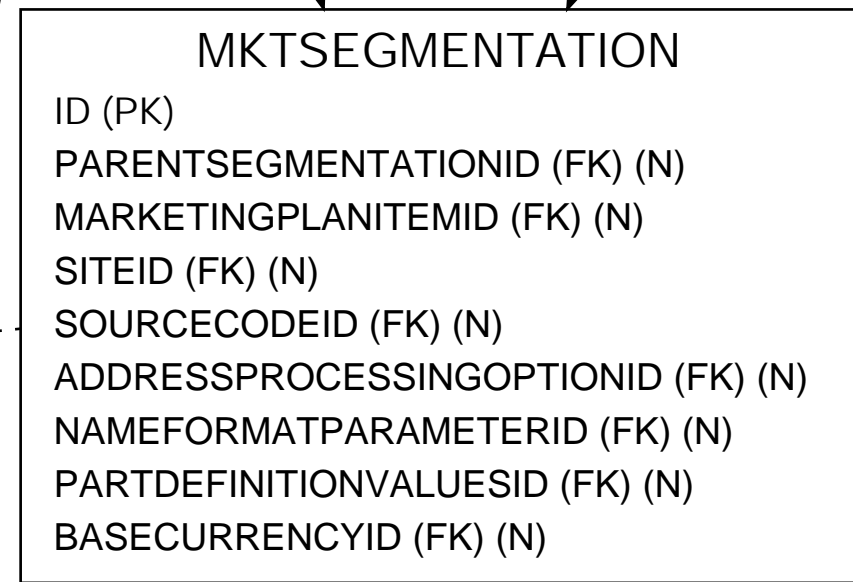 MKTSEGMENTATION
ID (PK)
PARENTSEGMENTATIONID (FK) (N)
MARKETINGPLANITEMID (FK) (N)
SITEID (FK) (N)
SOURCECODEID (FK) (N)
ADDRESSPROCESSINGOPTIONID (FK) (N)
NAMEFORMATPARAMETERID (FK) (N)
PARTDEFINITIONVALUESID (FK) (N)
BASECURRENCYID (FK) (N)